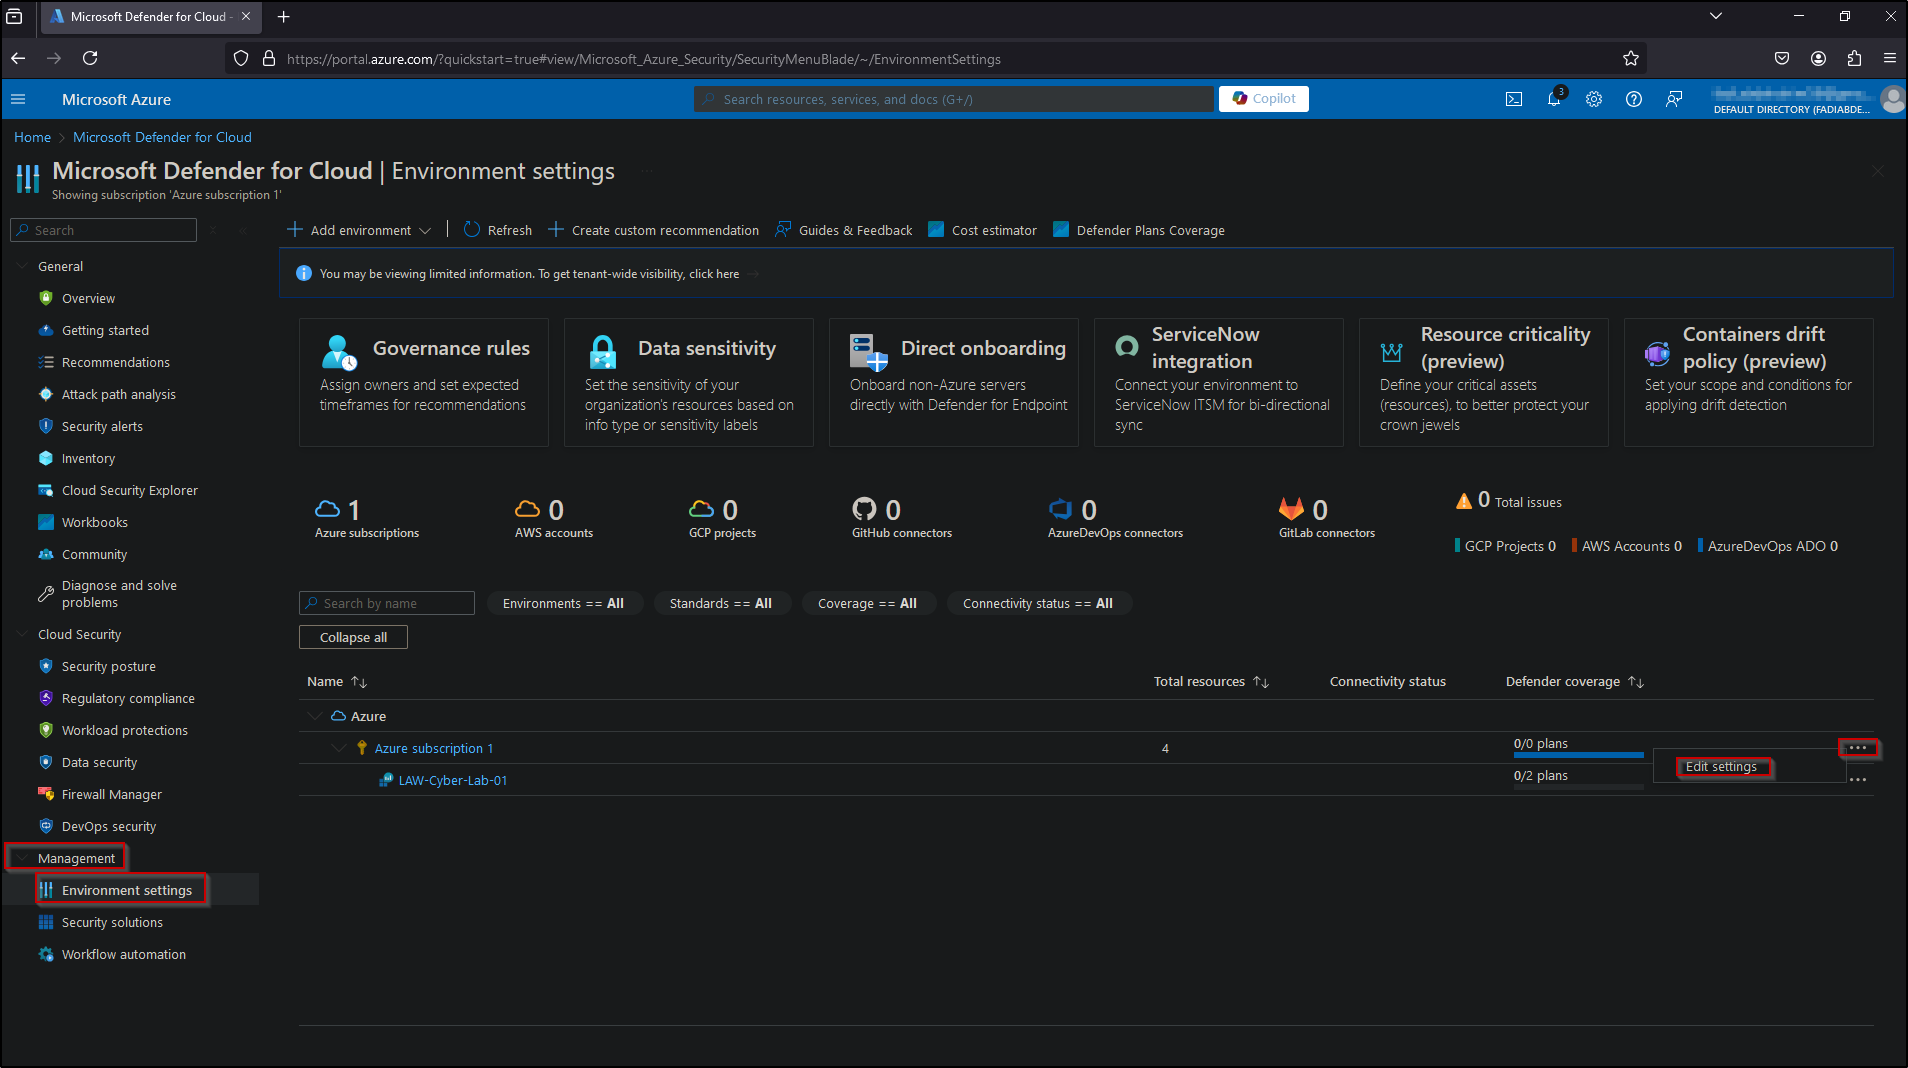 Microsoft Defender for Cloud -
https://portal.azure.com/?quickstart=true#view/Microsoft_Azure_Security/SecurityMenuBlade/~/EnvironmentSettings
Microsoft Azure
Search resources, services, and docs (G+/)
Copilot
3
DEFAULT DIRECTORY (FADIABDE...
Home > Microsoft Defender for Cloud
Microsoft Defender for Cloud | Environment settings
Showing subscription 'Azure subscription 1'
Search
Add environment
Refresh
Create custom recommendation
Guides & Feedback
Cost estimator
Defender Plans Coverage
You may be viewing limited information. To get tenant-wide visibility, click here →
General
Overview
Getting started
Recommendations
Attack path analysis
Security alerts
Inventory
Cloud Security Explorer
Workbooks
Community
Diagnose and solve
problems
Cloud Security
Security posture
Regulatory compliance
Workload protections
Data security
Firewall Manager
DevOps security
Management
Environment settings
Security solutions
Workflow automation
Governance rules
Assign owners and set expected
timeframes for recommendations
Data sensitivity
Set the sensitivity of your
organization's resources based on
info type or sensitivity labels
Direct onboarding
Onboard non-Azure servers
directly with Defender for Endpoint
ServiceNow
integration
Connect your environment to
ServiceNow ITSM for bi-directional
sync
Resource criticality
(preview)
Define your critical assets
(resources), to better protect your
crown jewels
Containers drift
policy (preview)
Set your scope and conditions for
applying drift detection
1
Azure subscriptions
0
AWS accounts
0
GCP projects
0
GitHub connectors
0
AzureDevOps connectors
0
GitLab connectors
0 Total issues
GCP Projects 0
AWS Accounts 0
AzureDevOps ADO 0
Search by name
Environments == All
Standards == All
Coverage == All
Connectivity status == All
Collapse all
Name ↑↓
Total resources ↑↓
Connectivity status
Defender coverage ↑↓
Azure
Azure subscription 1
4
0/0 plans
Edit settings
LAW-Cyber-Lab-01
0/2 plans